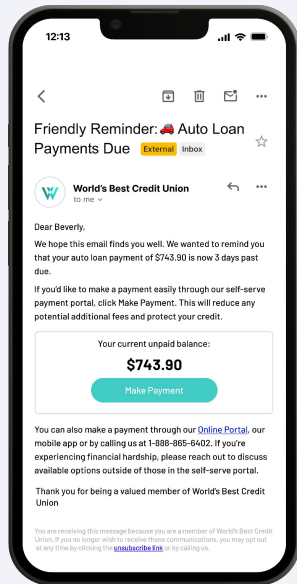 12:13
Friendly Reminder: 🚗 Auto Loan
Payments Due External Inbox
World's Best Credit Union
to me
Dear Beverly,
We hope this email finds you well. We wanted to remind you
that your auto loan payment of $743.90 is now 3 days past
due.
If you'd like to make a payment easily through our self-serve
payment portal, click Make Payment. This will reduce any
potential additional fees and protect your credit.
Your current unpaid balance:
$743.90
Make Payment
You can also make a payment through our Online Portal, our
mobile app or by calling us at 1-888-865-6402. If you're
experiencing financial hardship, please reach out to discuss
available options outside of those in the self-serve portal.
Thank you for being a valued member of World's Best Credit
Union
You are receiving this message because you are a member of World's Best Credit
Union. If you no longer wish to receive these communications, you may opt out
at any time by clicking the unsubscribe link or by calling us.